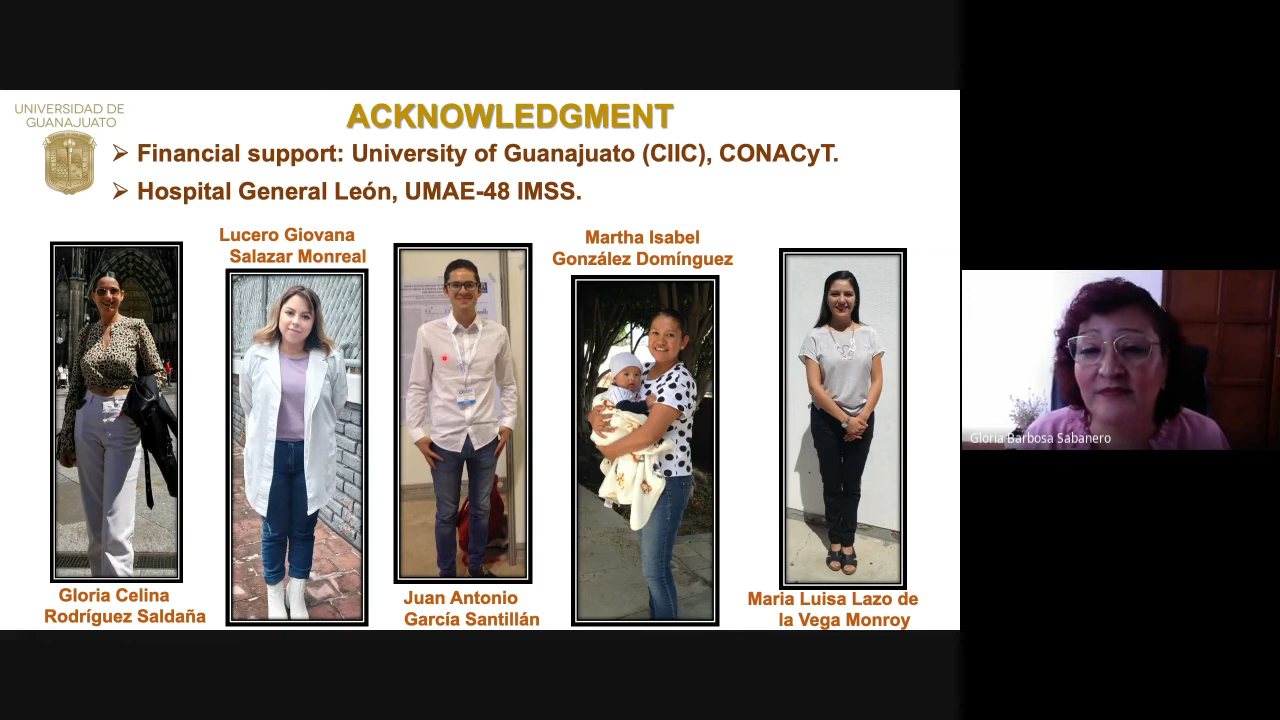 UNIVERSIDAD DE
GUANAJUATO
ACKNOWLEDGMENT
➢ Financial support: University of Guanajuato (CIIC), CONACyT.
➢ Hospital General León, UMAE-48 IMSS.
Lucero Giovana
Salazar Monreal
Martha Isabel
González Domínguez
Gloria Celina
Rodríguez Saldaña
Juan Antonio
García Santillán
Maria Luisa Lazo de
la Vega Monroy
Gloria Barbosa Sabanero